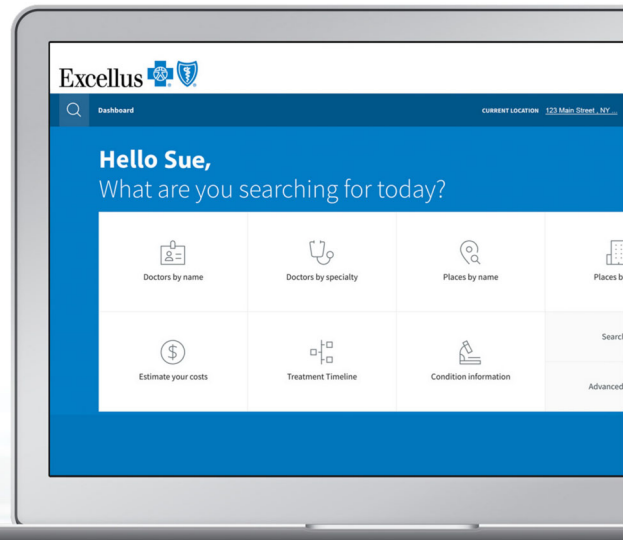 Excellus
Dashboard
CURRENT LOCATION 123 Main Street , NY ...
Hello Sue,
What are you searching for today?
Doctors by name
Doctors by specialty
Places by name
Places b
Estimate your costs
Treatment Timeline
Condition information
Search
Advanced